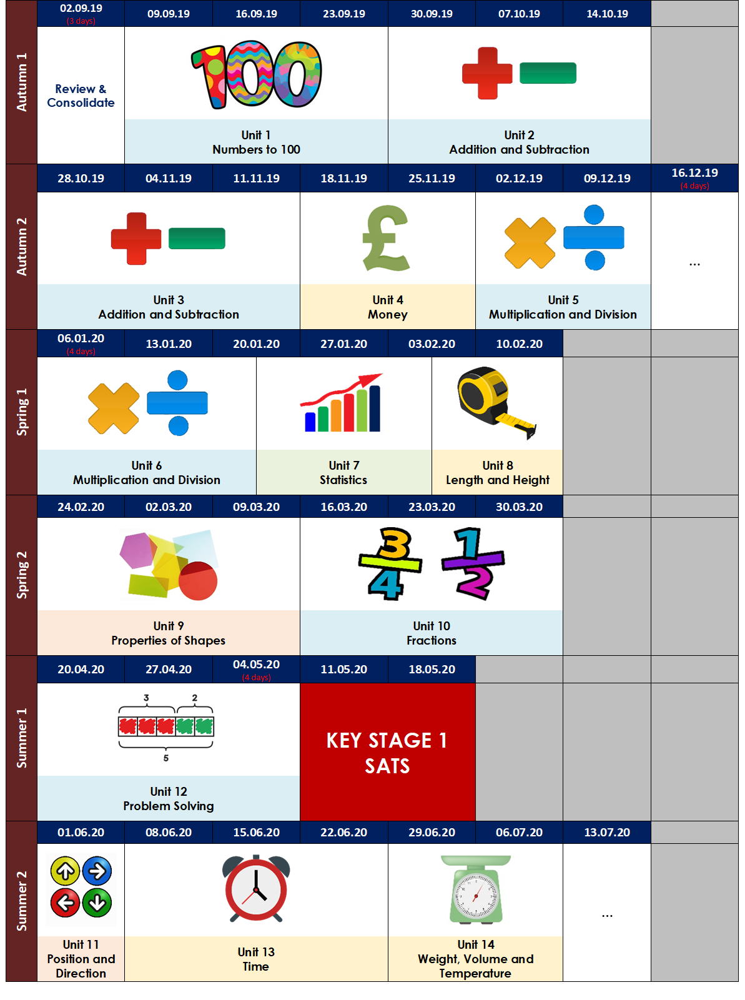 Autumn 1
02.09.19
(3 days)
09.09.19
16.09.19
23.09.19
30.09.19
07.10.19
14.10.19
Review &
Consolidate
100
Unit 1
Numbers to 100
Unit 2
Addition and Subtraction
Autumn 2
28.10.19
04.11.19
11.11.19
18.11.19
25.11.19
02.12.19
09.12.19
16.12.19
(4 days)
£
...
Unit 3
Addition and Subtraction
Unit 4
Money
Unit 5
Multiplication and Division
Spring 1
06.01.20
(4 days)
13.01.20
20.01.20
27.01.20
03.02.20
10.02.20
Unit 6
Multiplication and Division
Unit 7
Statistics
Unit 8
Length and Height
Spring 2
24.02.20
02.03.20
09.03.20
16.03.20
23.03.20
30.03.20
3 1
4 2
Unit 9
Properties of Shapes
Unit 10
Fractions
Summer 1
20.04.20
27.04.20
04.05.20
(4 days)
11.05.20
18.05.20
3 2
5
KEY STAGE 1
SATS
Unit 12
Problem Solving
Summer 2
01.06.20
08.06.20
15.06.20
22.06.20
29.06.20
06.07.20
13.07.20
...
Unit 11
Position and
Direction
Unit 13
Time
Unit 14
Weight, Volume and
Temperature